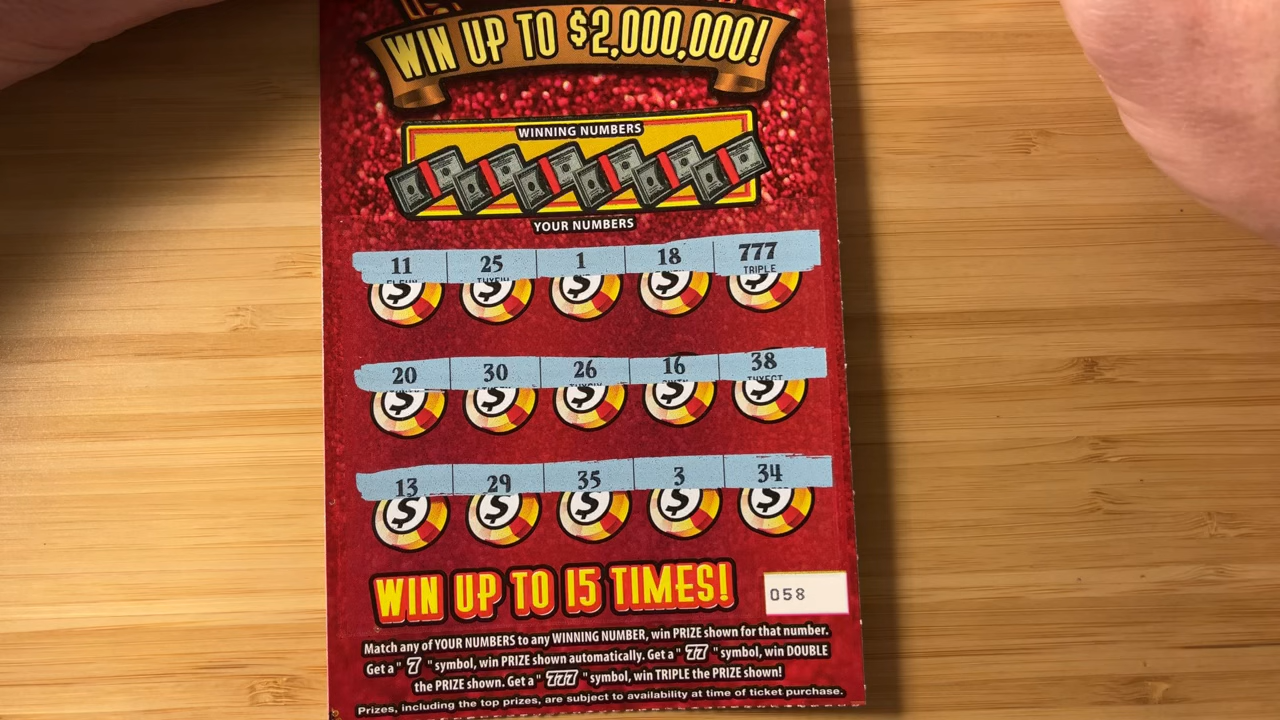 WIN UP TO $2,000,000!
WINNING NUMBERS
YOUR NUMBERS
11 25 1 18 777
TRIPLE
20 30 26 16 38
13 29 35 3 34
WIN UP TO 15 TIMES!
058
Match any of YOUR NUMBERS to any WINNING NUMBER, win PRIZE shown for that number.
Get a " 7 " symbol, win PRIZE shown automatically. Get a " 77 " symbol, win DOUBLE
the PRIZE shown. Get a " 777 " symbol, win TRIPLE the PRIZE shown!
Prizes, including the top prizes, are subject to availability at time of ticket purchase.